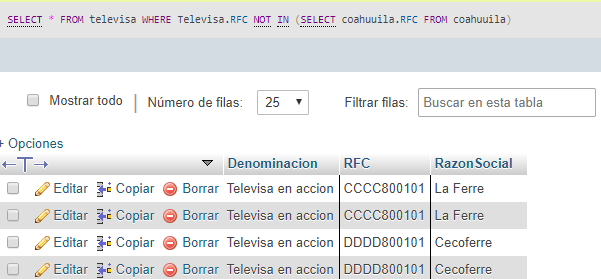 SELECT * FROM televisa WHERE Televisa.RFC NOT IN (SELECT coahuuila.RFC FROM coahuuila)
Mostrar todo | Número de filas: 25 Filtrar filas: Buscar en esta tabla
+ Opciones
←T→ Denominacion RFC RazonSocial
Editar Copiar Borrar Televisa en accion CCCC800101 La Ferre
Editar Copiar Borrar Televisa en accion CCCC800101 La Ferre
Editar Copiar Borrar Televisa en accion DDDD800101 Cecoferre
Editar Copiar Borrar Televisa en accion DDDD800101 Cecoferre